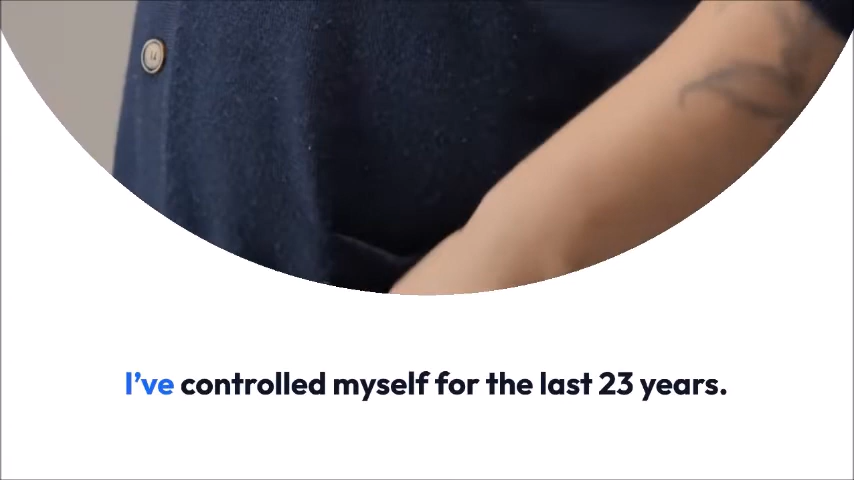 I’ve controlled myself for the last 23 years.